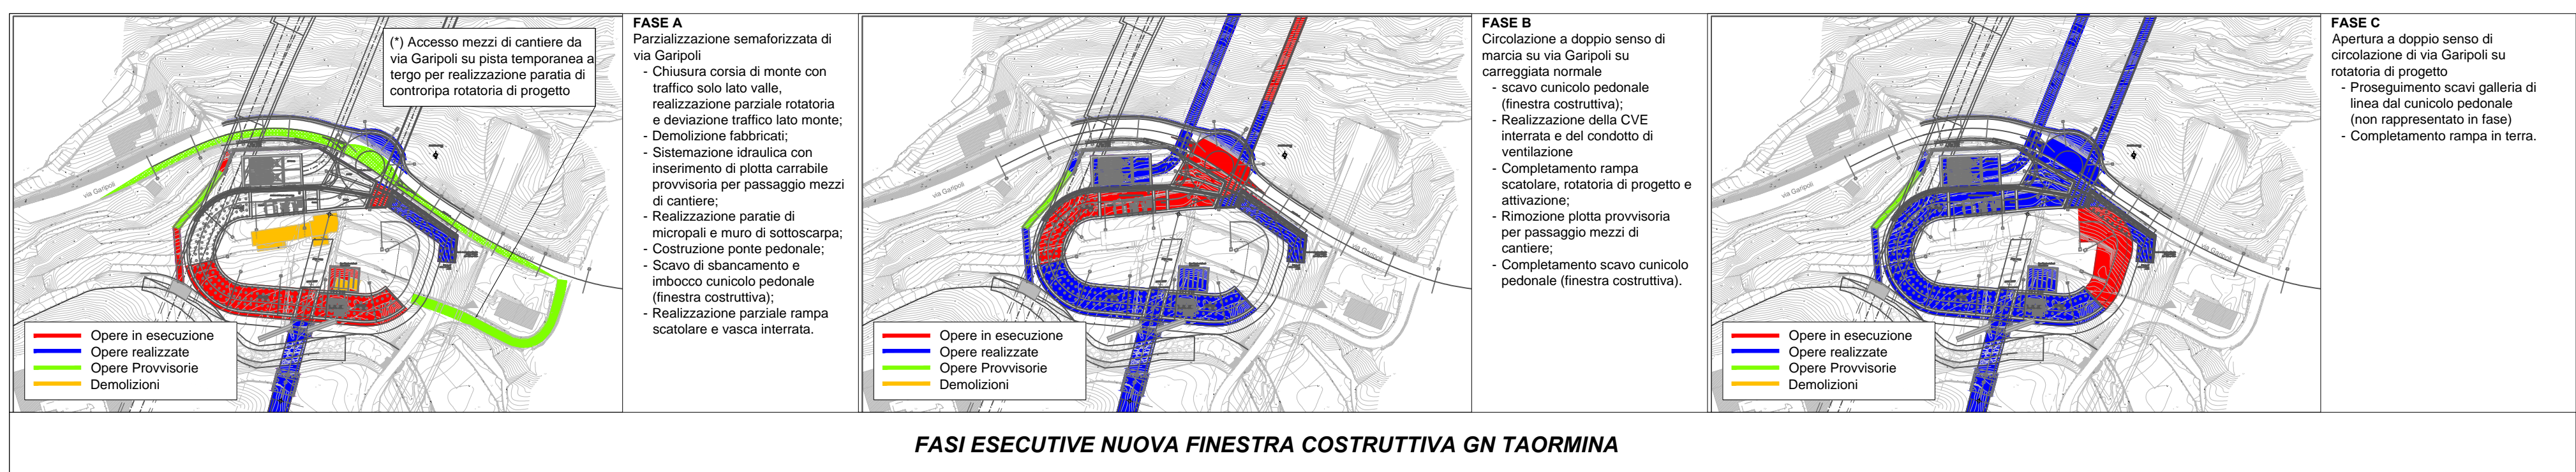 (*) Accesso mezzi di cantiere da
via Garipoli su pista temporanea a
tergo per realizzazione paratia di
controripa rotatoria di progetto
via Garipoli
via Garipoli
Opere in esecuzione
Opere realizzate
Opere Provvisorie
Demolizioni
FASE A
Parzializzazione semaforizzata di
via Garipoli
- Chiusura corsia di monte con
traffico solo lato valle,
realizzazione parziale rotatoria
e deviazione traffico lato monte;
- Demolizione fabbricati;
- Sistemazione idraulica con
inserimento di plotta carrabile
provvisoria per passaggio mezzi
di cantiere;
- Realizzazione paratie di
micropali e muro di sottoscarpa;
- Costruzione ponte pedonale;
- Scavo di sbancamento e
imbocco cunicolo pedonale
(finestra costruttiva);
- Realizzazione parziale rampa
scatolare e vasca interrata.
via Garipoli
via Garipoli
Opere in esecuzione
Opere realizzate
Opere Provvisorie
Demolizioni
FASE B
Circolazione a doppio senso di
marcia su via Garipoli su
carreggiata normale
- scavo cunicolo pedonale
(finestra costruttiva);
- Realizzazione della CVE
interrata e del condotto di
ventilazione
- Completamento rampa
scatolare, rotatoria di progetto e
attivazione;
- Rimozione plotta provvisoria
per passaggio mezzi di
cantiere;
- Completamento scavo cunicolo
pedonale (finestra costruttiva).
via Garipoli
via Garipoli
Opere in esecuzione
Opere realizzate
Opere Provvisorie
Demolizioni
FASE C
Apertura a doppio senso di
circolazione di via Garipoli su
rotatoria di progetto
- Proseguimento scavi galleria di
linea dal cunicolo pedonale
(non rappresentato in fase)
- Completamento rampa in terra.
FASI ESECUTIVE NUOVA FINESTRA COSTRUTTIVA GN TAORMINA